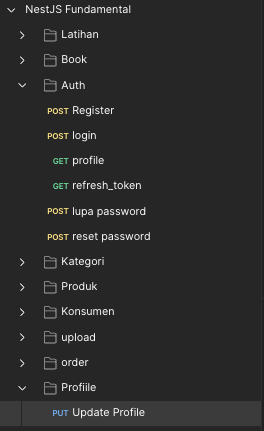 NestJS Fundamental
Latihan
Book
Auth
POST Register
POST login
GET profile
GET refresh_token
POST lupa password
POST reset password
Kategori
Produk
Konsumen
upload
order
Profiile
PUT Update Profile